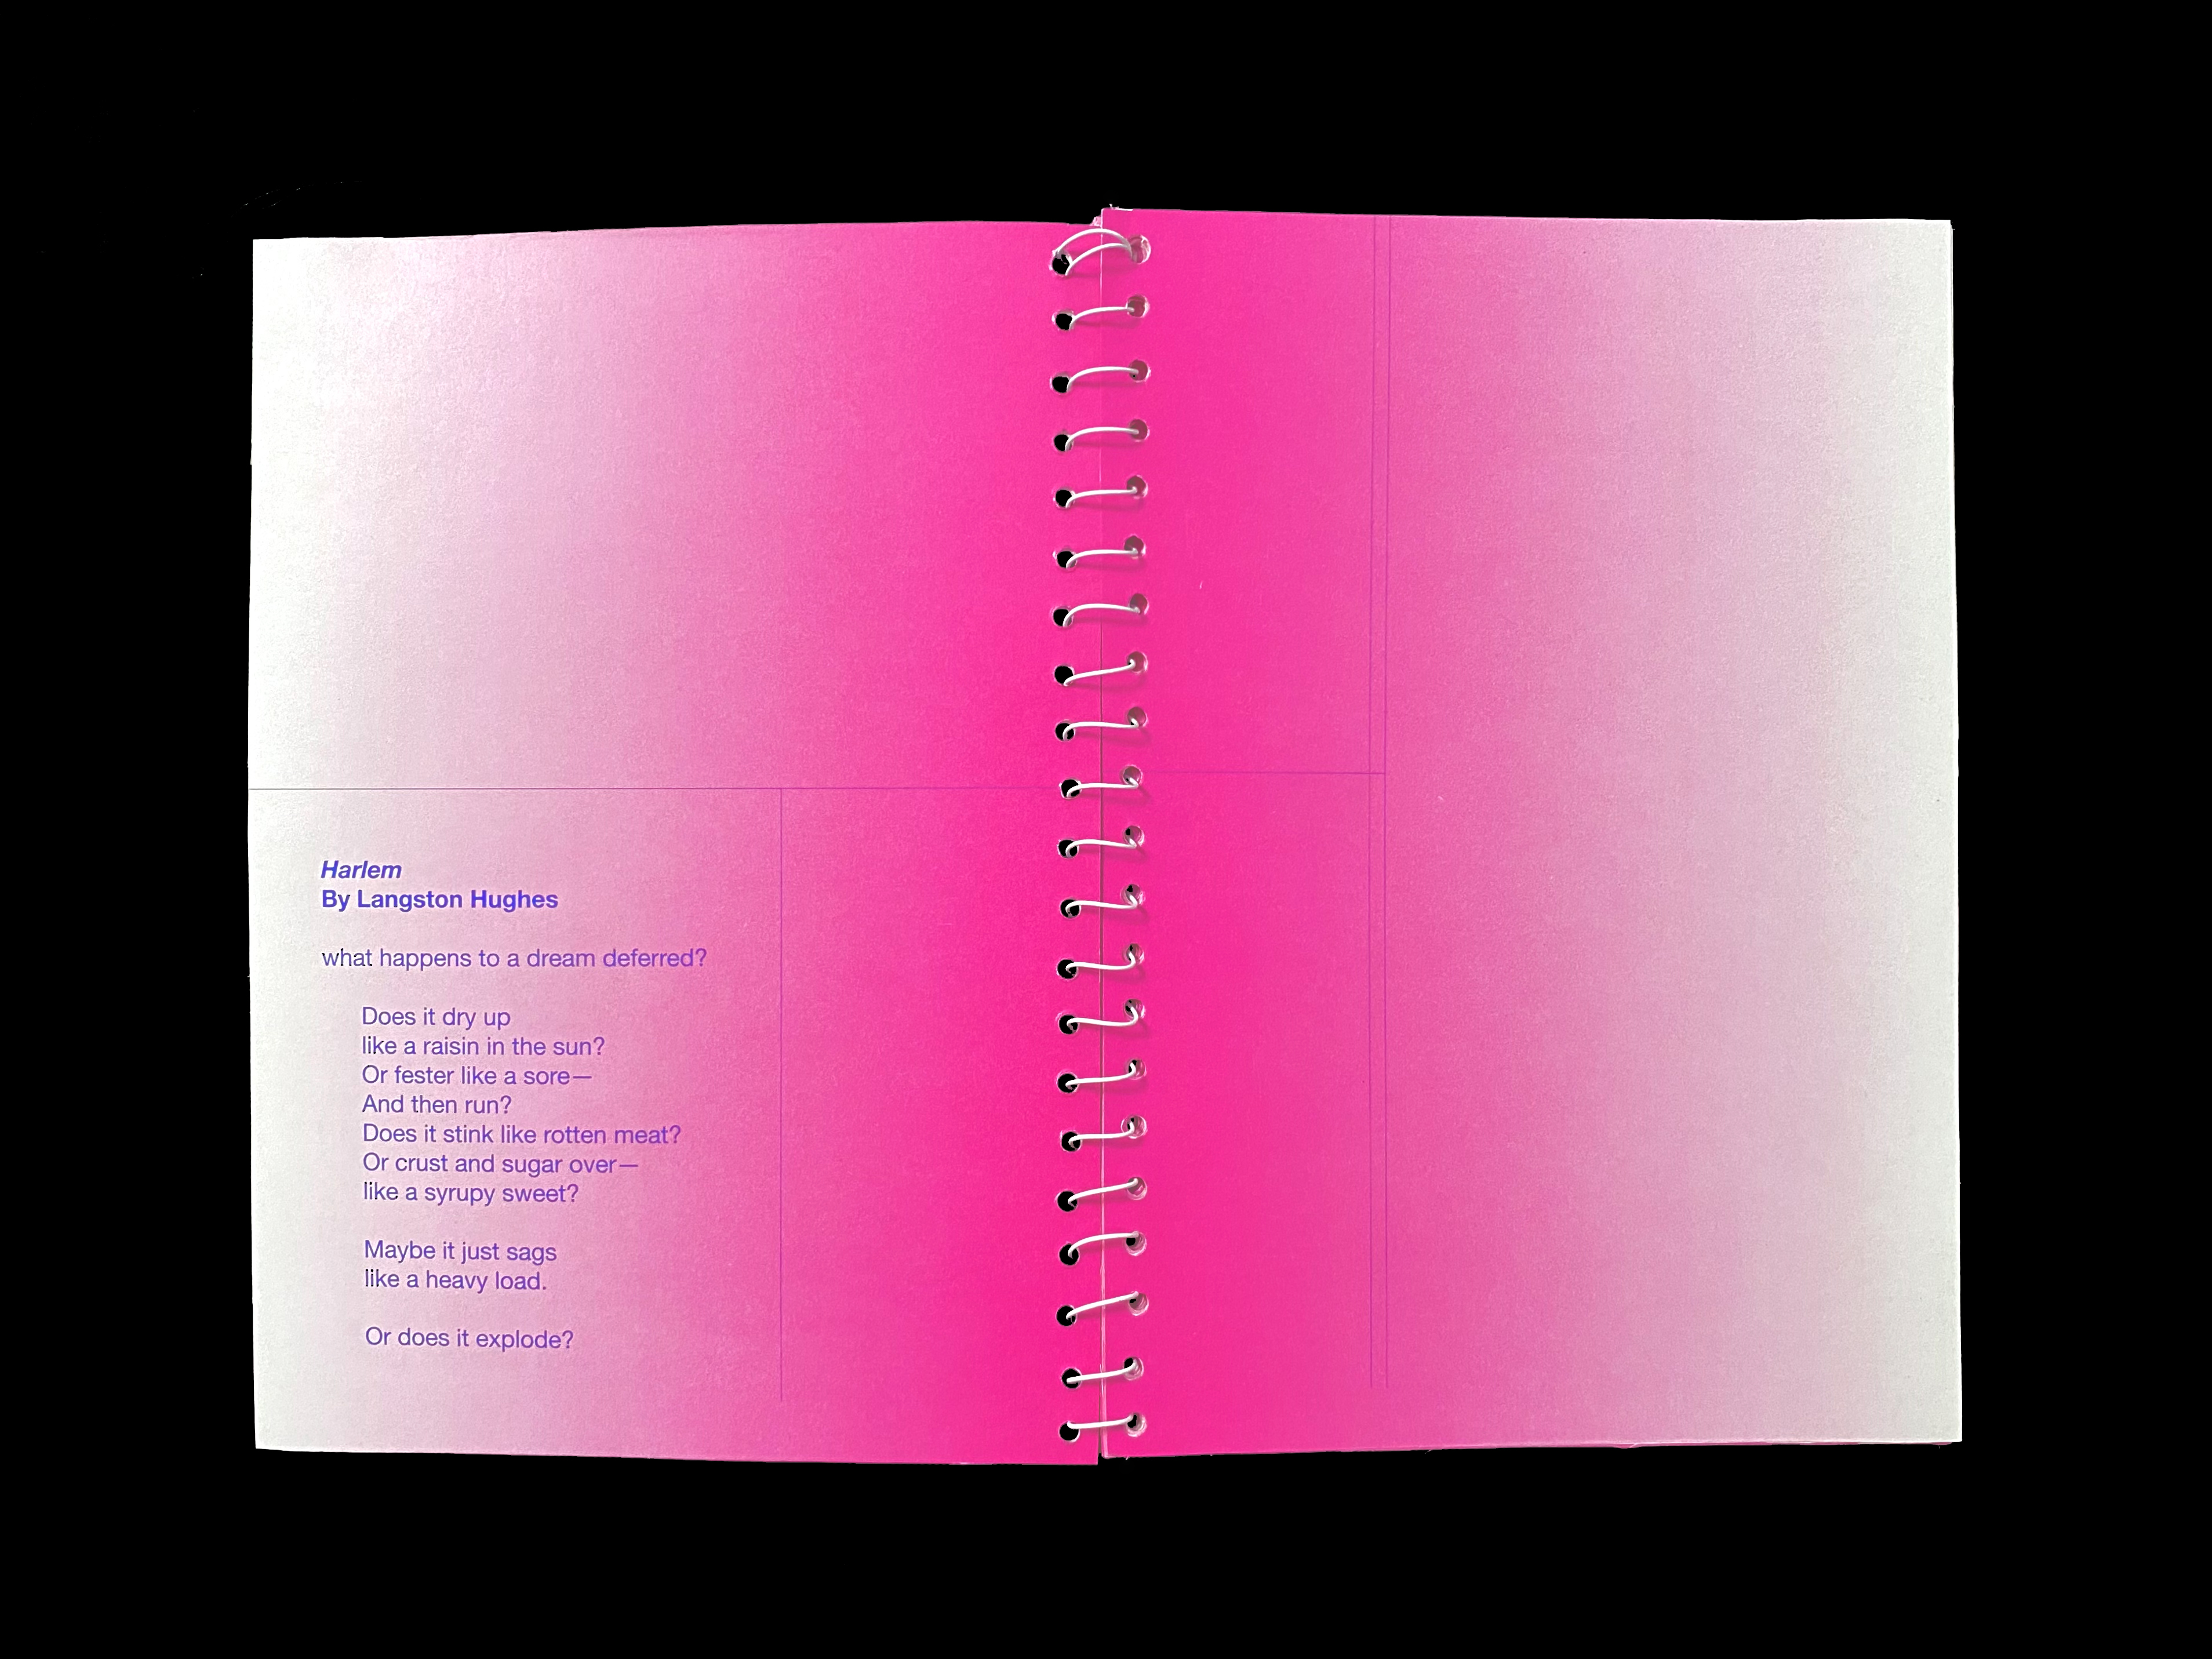 Harlem
By Langston Hughes
what happens to a dream deferred?
Does it dry up
like a raisin in the sun?
Or fester like a sore—
And then run?
Does it stink like rotten meat?
Or crust and sugar over—
like a syrupy sweet?
Maybe it just sags
like a heavy load.
Or does it explode?